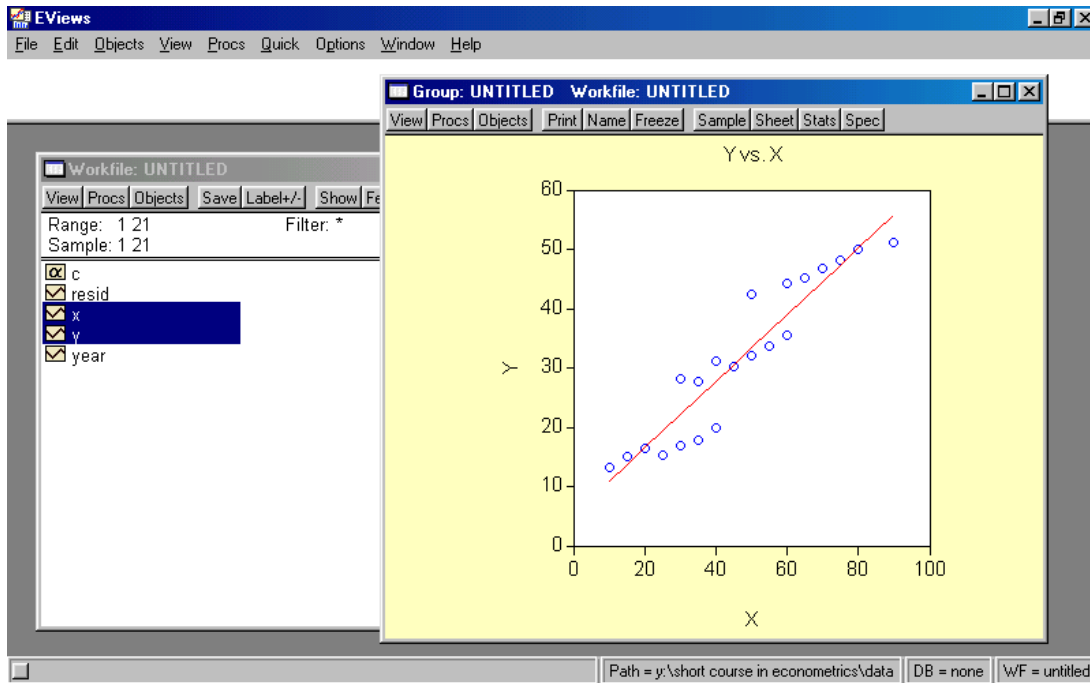 EViews
File Edit Objects View Procs Quick Options Window Help
Group: UNTITLED Workfile: UNTITLED
View Procs Objects Print Name Freeze Sample Sheet Stats Spec
Workfile: UNTITLED
View Procs Objects Save Label+/- Show Fe
Range: 1 21 Filter: *
Sample: 1 21
c
resid
x
y
year
Y vs. X
60
50
40
30
20
10
0
Y
0 20 40 60 80 100
X
Path = y:\short course in econometrics\data DB = none WF = untitled